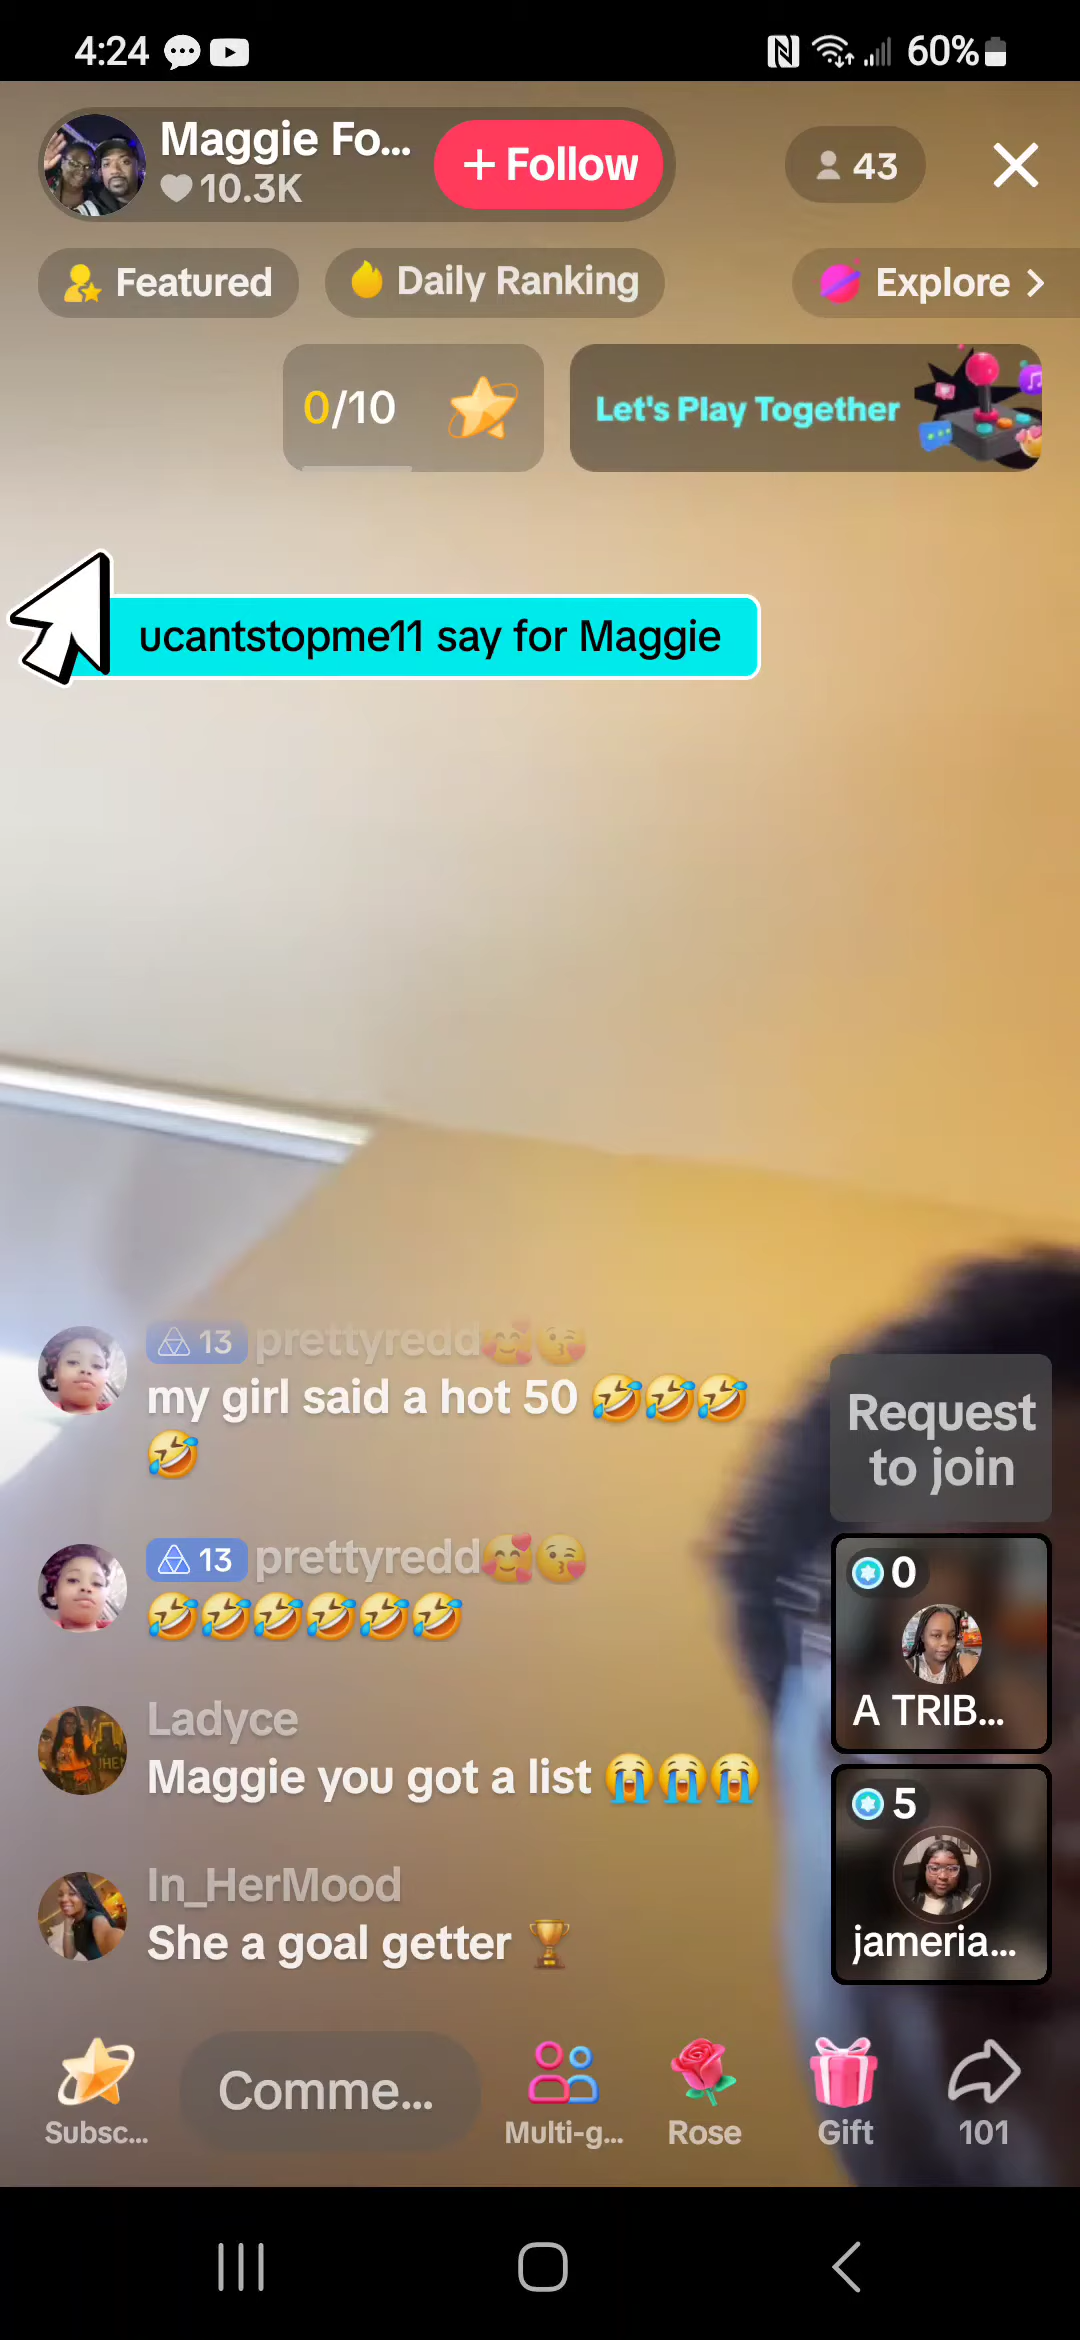 4:24
60%
Maggie Fo...
10.3K
+ Follow
43
Featured
Daily Ranking
Explore >
0/10
Let's Play Together
ucantstopme11 say for Maggie
13 prettyredd🥰😘
my girl said a hot 50 🤣🤣🤣
🤣
13 prettyredd🥰😘
🤣🤣🤣🤣🤣🤣
Ladyce
Maggie you got a list 😭😭😭
In_HerMood
She a goal getter 🏆
Request
to join
0
A TRIB...
5
jameria...
Subsc...
Comme...
Multi-g...
Rose
Gift
101